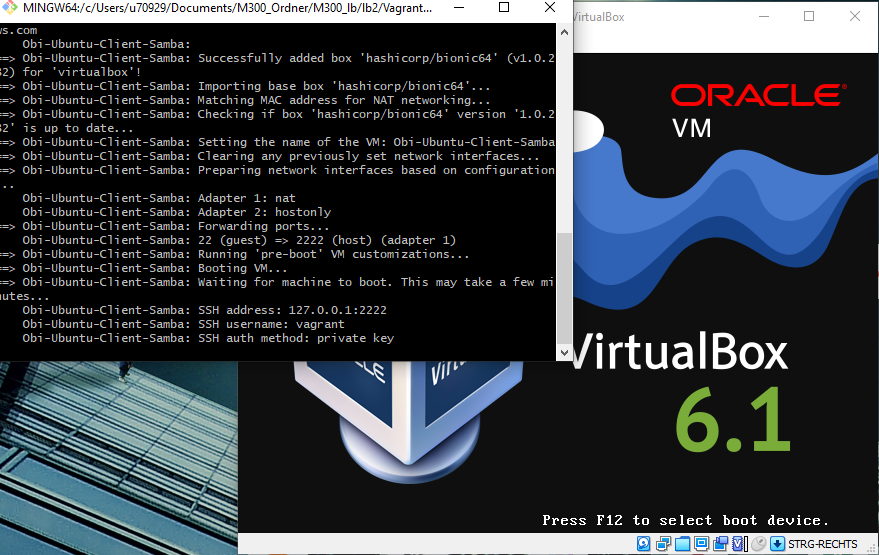 MINGW64:/c/Users/u70929/Documents/M300_Ordner/M300_lb/lb2/Vagrant...
ws.com
Obi-Ubuntu-Client-Samba:
==> Obi-Ubuntu-Client-Samba: Successfully added box 'hashicorp/bionic64' (v1.0.2
82) for 'virtualbox'!
==> Obi-Ubuntu-Client-Samba: Importing base box 'hashicorp/bionic64'...
==> Obi-Ubuntu-Client-Samba: Matching MAC address for NAT networking...
==> Obi-Ubuntu-Client-Samba: Checking if box 'hashicorp/bionic64' version '1.0.2
82' is up to date...
==> Obi-Ubuntu-Client-Samba: Setting the name of the VM: Obi-Ubuntu-Client-Samba
==> Obi-Ubuntu-Client-Samba: Clearing any previously set network interfaces...
==> Obi-Ubuntu-Client-Samba: Preparing network interfaces based on configuration
...
Obi-Ubuntu-Client-Samba: Adapter 1: nat
Obi-Ubuntu-Client-Samba: Adapter 2: hostonly
==> Obi-Ubuntu-Client-Samba: Forwarding ports...
Obi-Ubuntu-Client-Samba: 22 (guest) => 2222 (host) (adapter 1)
==> Obi-Ubuntu-Client-Samba: Running 'pre-boot' VM customizations...
==> Obi-Ubuntu-Client-Samba: Booting VM...
==> Obi-Ubuntu-Client-Samba: Waiting for machine to boot. This may take a few mi
nutes...
Obi-Ubuntu-Client-Samba: SSH address: 127.0.0.1:2222
Obi-Ubuntu-Client-Samba: SSH username: vagrant
Obi-Ubuntu-Client-Samba: SSH auth method: private key
VirtualBox
ORACLE
VM
VirtualBox
6.1
Press F12 to select boot device.
STRG-RECHTS